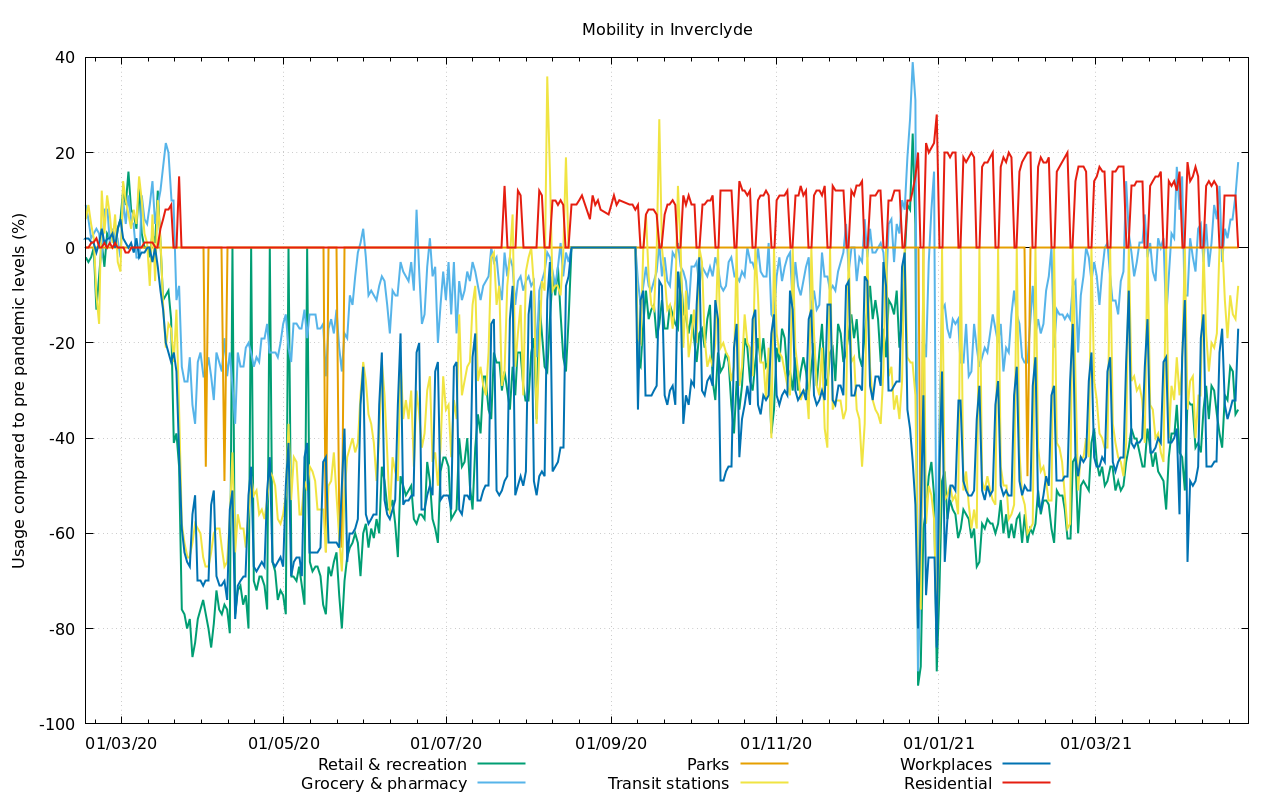 Mobility in Inverclyde
Usage compared to pre pandemic levels (%)
40
20
0
-20
-40
-60
-80
-100
01/03/20 01/05/20 01/07/20 01/09/20 01/11/20 01/01/21 01/03/21
Retail & recreation Parks Workplaces
Grocery & pharmacy Transit stations Residential